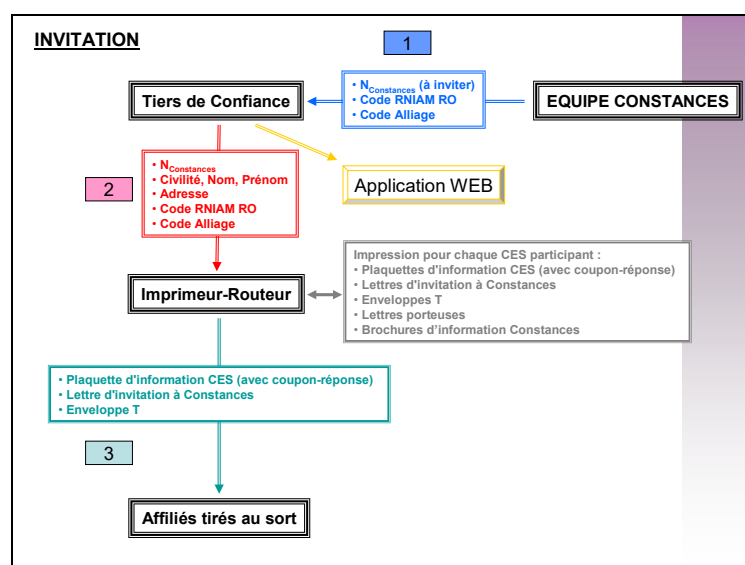 INVITATION
1
• NConstances (à inviter)
• Code RNIAM RO
• Code Alliage
Tiers de Confiance
EQUIPE CONSTANCES
2
• NConstances
• Civilité, Nom, Prénom
• Adresse
• Code RNIAM RO
• Code Alliage
Application WEB
Imprimeur-Routeur
Impression pour chaque CES participant :
• Plaquettes d'information CES (avec coupon-réponse)
• Lettres d'invitation à Constances
• Enveloppes T
• Lettres porteuses
• Brochures d’information Constances
• Plaquette d'information CES (avec coupon-réponse)
• Lettre d'invitation à Constances
• Enveloppe T
3
Affiliés tirés au sort